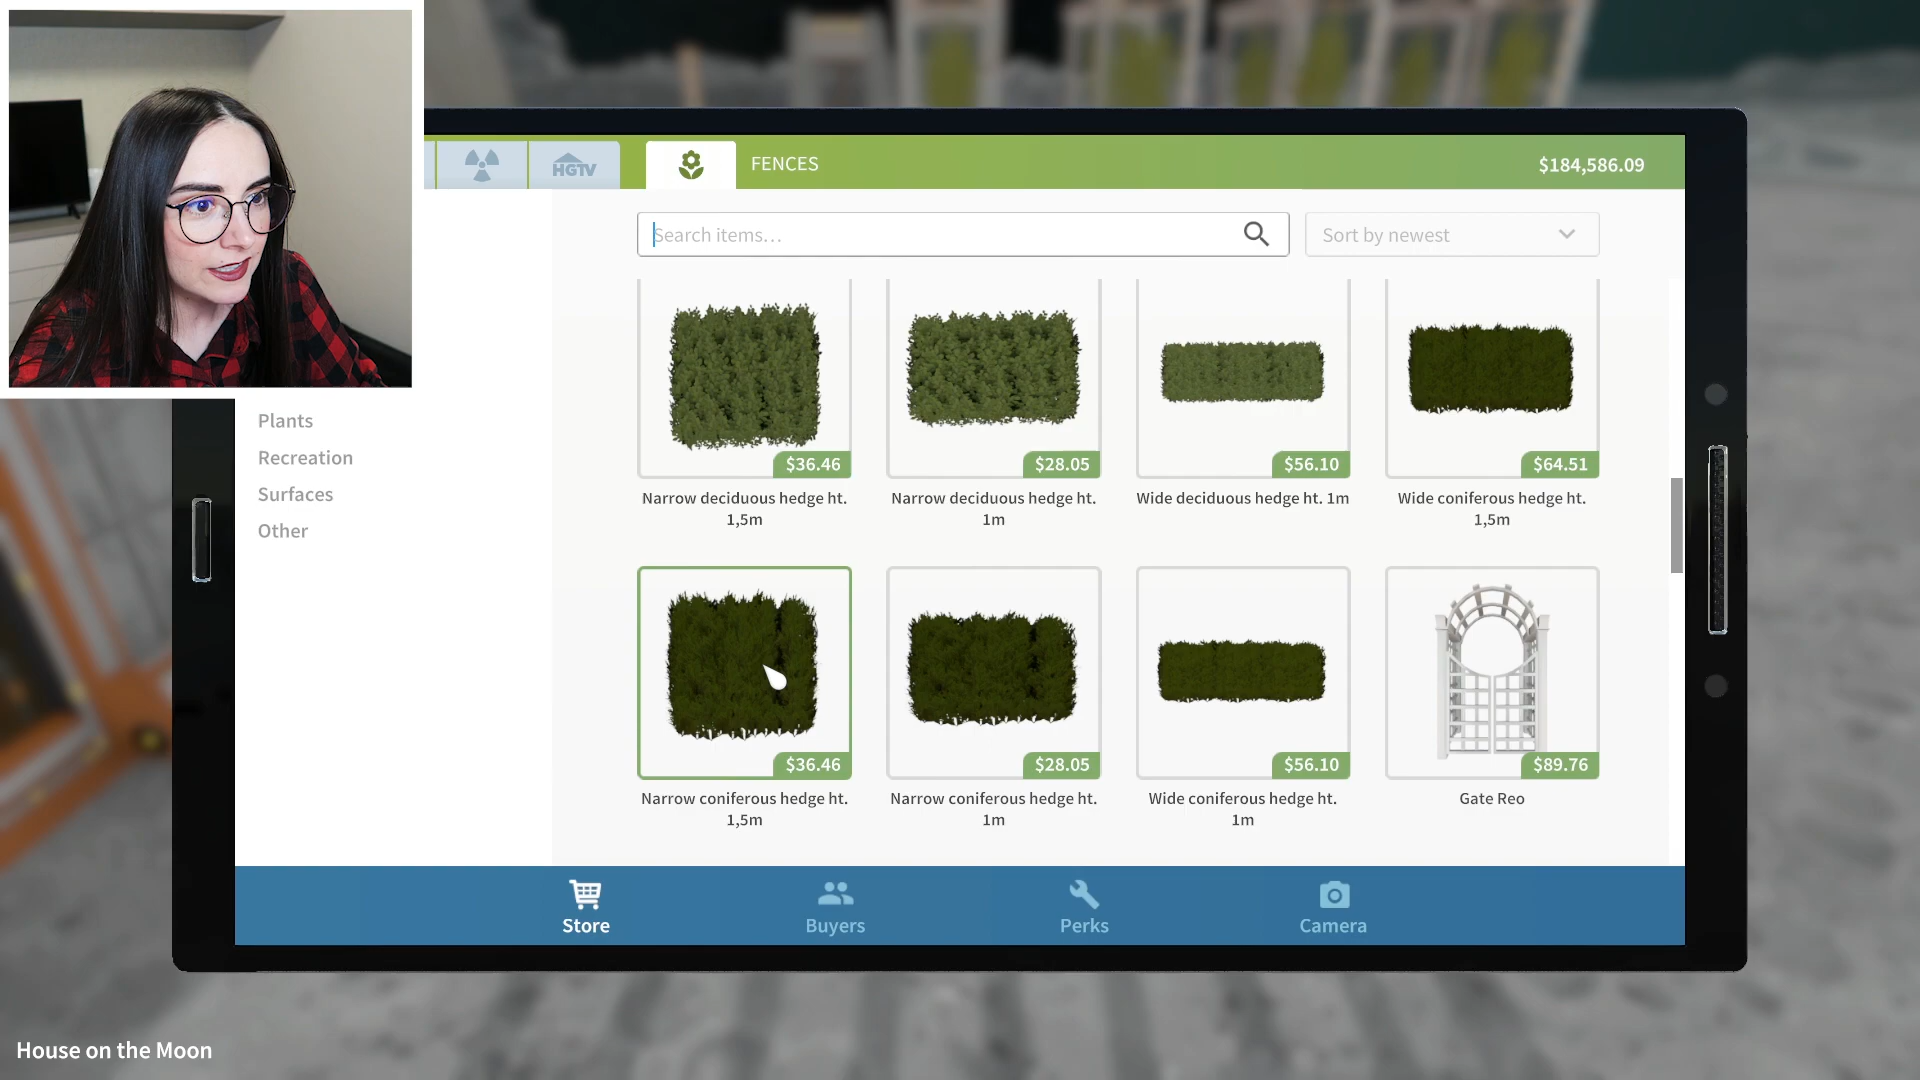 HGTV
FENCES
$184,586.09
Search items...
Sort by newest
Plants
Recreation
Surfaces
Other
$36.46
$28.05
$56.10
$64.51
Narrow deciduous hedge ht.
1,5m
Narrow deciduous hedge ht.
1m
Wide deciduous hedge ht. 1m
Wide coniferous hedge ht.
1,5m
$36.46
$28.05
$56.10
$89.76
Narrow coniferous hedge ht.
1,5m
Narrow coniferous hedge ht.
1m
Wide coniferous hedge ht.
1m
Gate Reo
Store
Buyers
Perks
Camera
House on the Moon